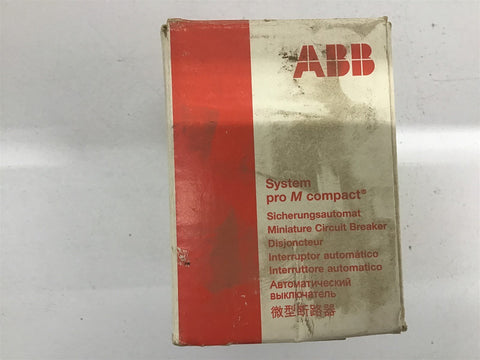 ABB
System
pro M compact®
Sicherungsautomat
Miniature Circuit Breaker
Disjoncteur
Interruptor automático
Interruttore automatico
Автоматический
выключатель
微型断路器